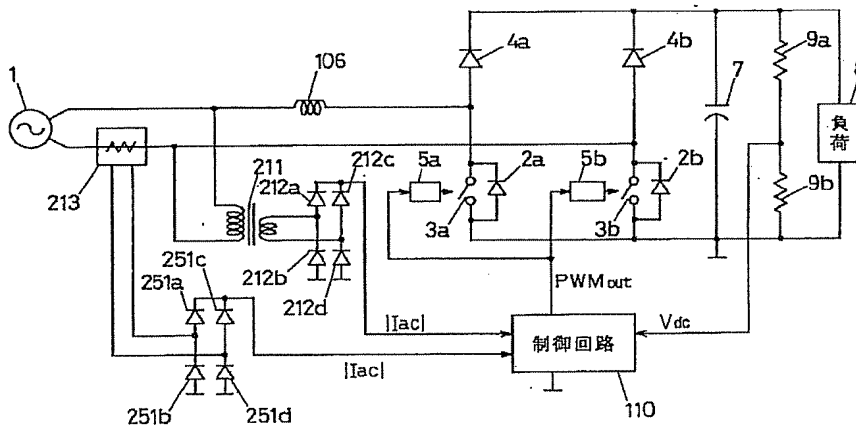 4a
4b
9a
1
106
7
8
負荷
213
211
212a
212c
5a
2a
5b
2b
9b
3a
3b
251c
251a
212b
212d
PWMout
|Iac|
Vdc
制御回路
|Iac|
251b
251d
110